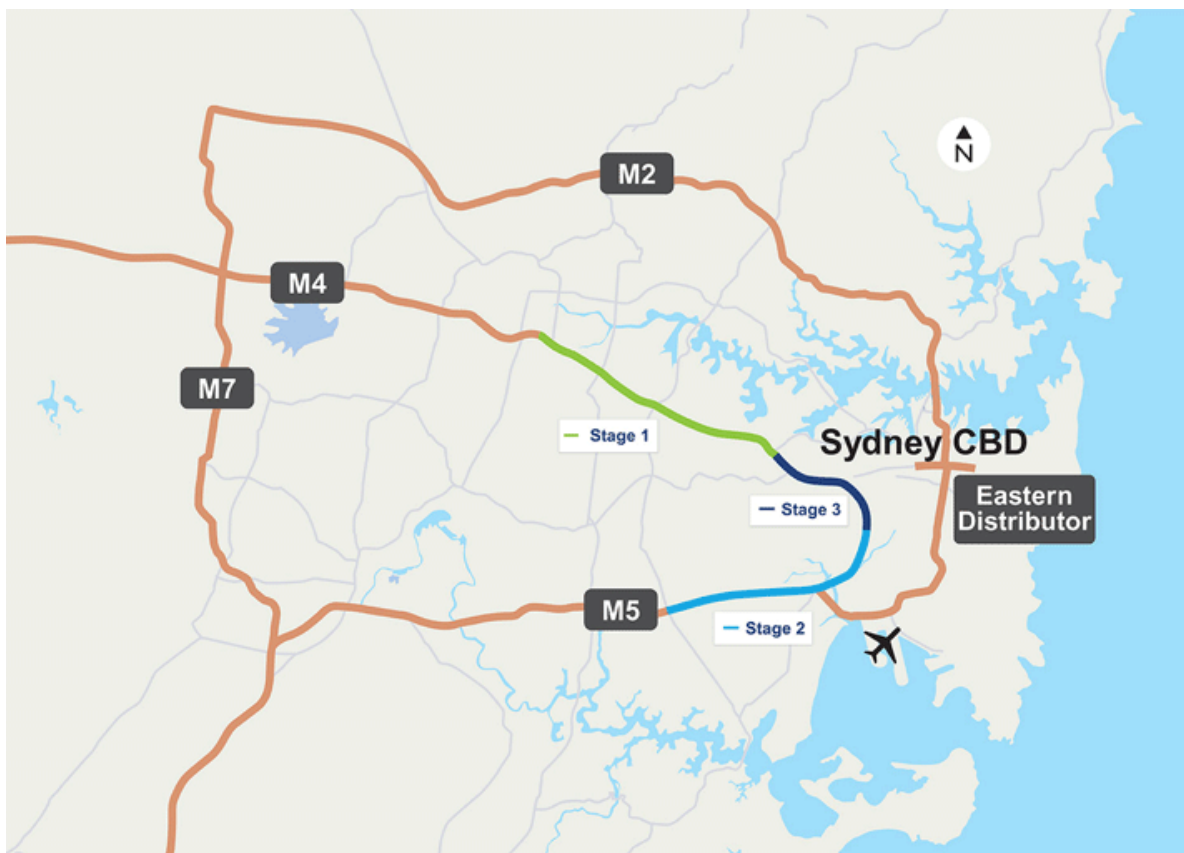 N
M2
M4
M7
Stage 1
Sydney CBD
Stage 3
Eastern
Distributor
M5
Stage 2